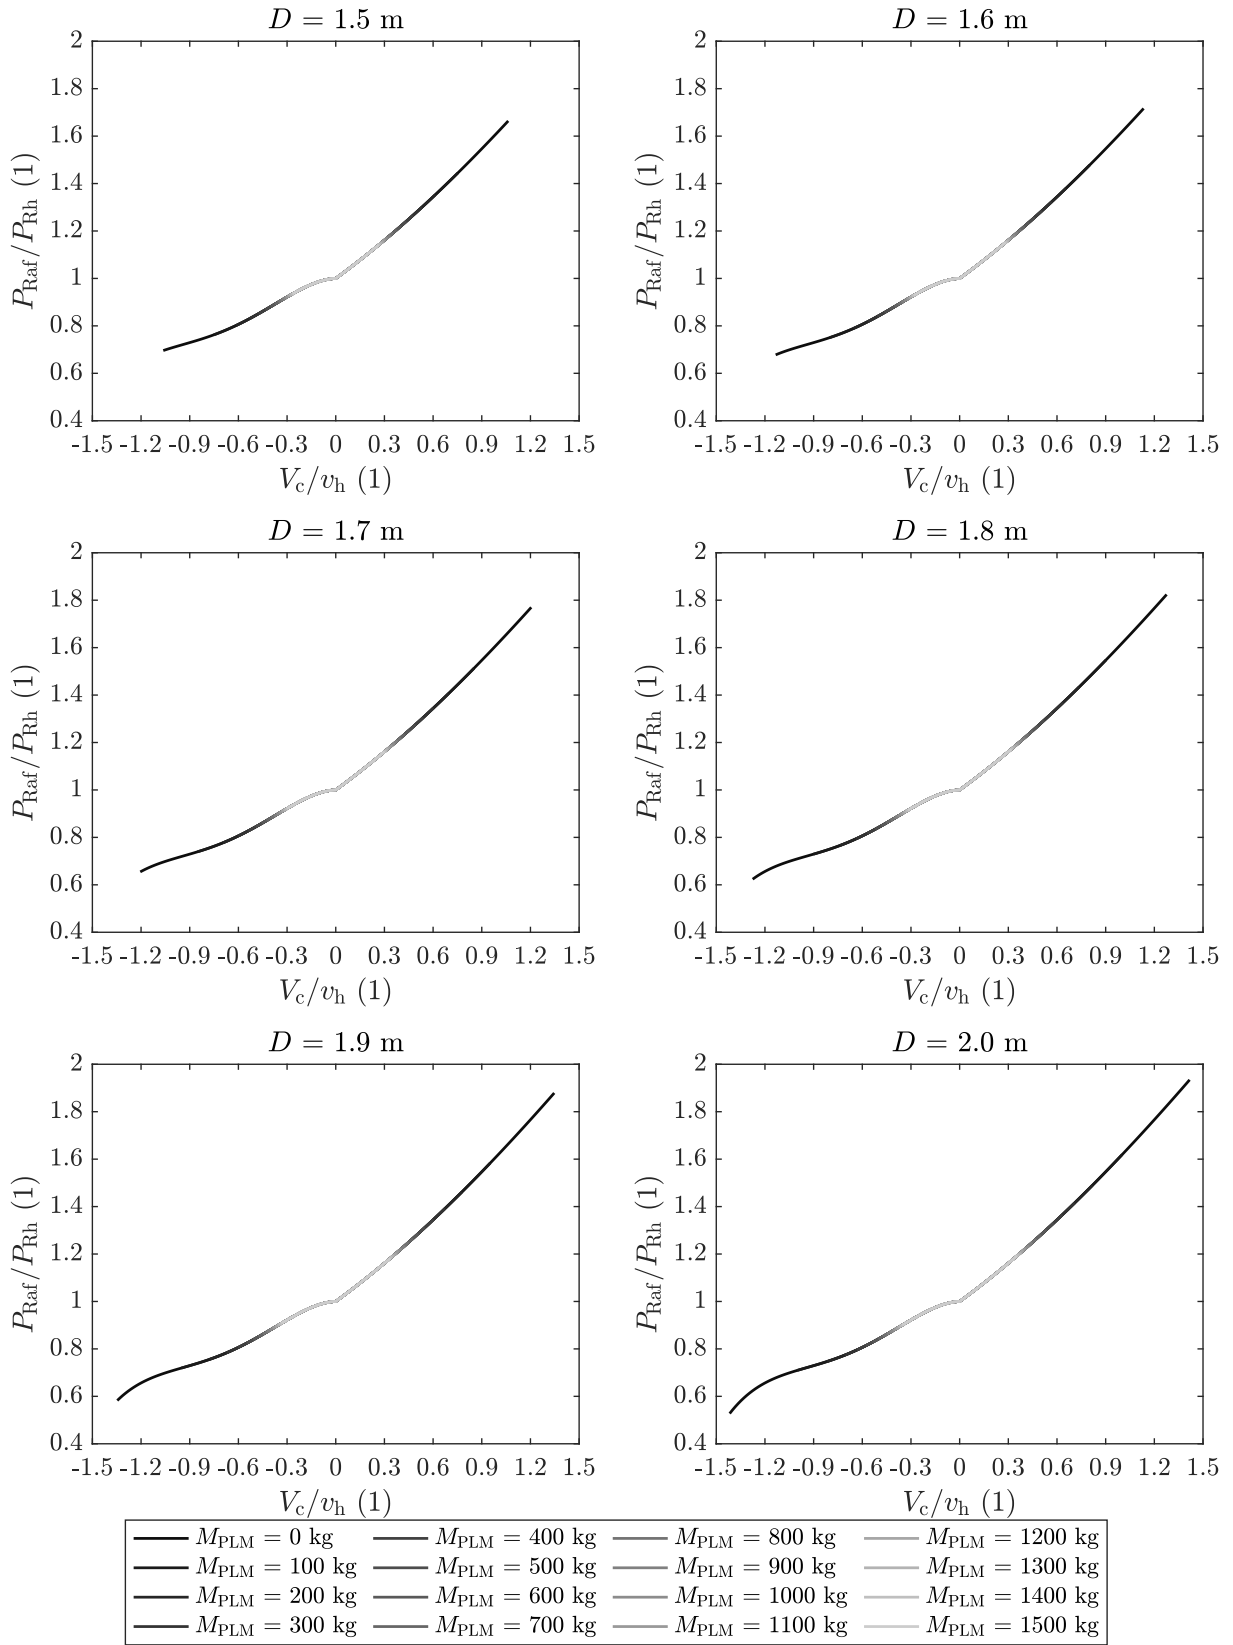 D = 1.5 m
2
1.8
1.6
1.4
1.2
1
0.8
0.6
0.4
P_Raf/P_Rh (1)
-1.5 -1.2 -0.9 -0.6 -0.3 0 0.3 0.6 0.9 1.2 1.5
V_c/v_h (1)
D = 1.6 m
2
1.8
1.6
1.4
1.2
1
0.8
0.6
0.4
P_Raf/P_Rh (1)
-1.5 -1.2 -0.9 -0.6 -0.3 0 0.3 0.6 0.9 1.2 1.5
V_c/v_h (1)
D = 1.7 m
2
1.8
1.6
1.4
1.2
1
0.8
0.6
0.4
P_Raf/P_Rh (1)
-1.5 -1.2 -0.9 -0.6 -0.3 0 0.3 0.6 0.9 1.2 1.5
V_c/v_h (1)
D = 1.8 m
2
1.8
1.6
1.4
1.2
1
0.8
0.6
0.4
P_Raf/P_Rh (1)
-1.5 -1.2 -0.9 -0.6 -0.3 0 0.3 0.6 0.9 1.2 1.5
V_c/v_h (1)
D = 1.9 m
2
1.8
1.6
1.4
1.2
1
0.8
0.6
0.4
P_Raf/P_Rh (1)
-1.5 -1.2 -0.9 -0.6 -0.3 0 0.3 0.6 0.9 1.2 1.5
V_c/v_h (1)
D = 2.0 m
2
1.8
1.6
1.4
1.2
1
0.8
0.6
0.4
P_Raf/P_Rh (1)
-1.5 -1.2 -0.9 -0.6 -0.3 0 0.3 0.6 0.9 1.2 1.5
V_c/v_h (1)
M_PLM = 0 kg M_PLM = 400 kg M_PLM = 800 kg M_PLM = 1200 kg
M_PLM = 100 kg M_PLM = 500 kg M_PLM = 900 kg M_PLM = 1300 kg
M_PLM = 200 kg M_PLM = 600 kg M_PLM = 1000 kg M_PLM = 1400 kg
M_PLM = 300 kg M_PLM = 700 kg M_PLM = 1100 kg M_PLM = 1500 kg